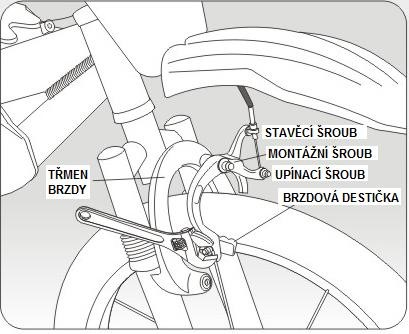 STAVĚCÍ ŠROUB
MONTÁŽNÍ ŠROUB
UPÍNACÍ ŠROUB
TŘMEN
BRZDY
BRZDOVÁ DESTIČKA